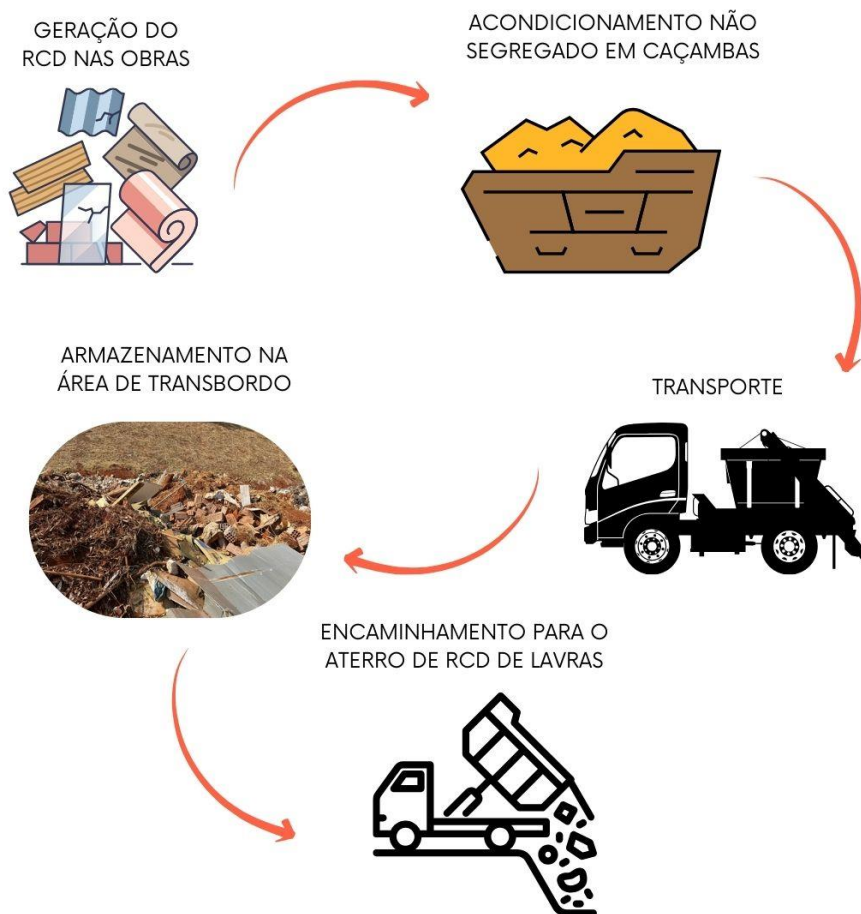 GERAÇÃO DO
RCD NAS OBRAS
ACONDICIONAMENTO NÃO
SEGREGADO EM CAÇAMBAS
TRANSPORTE
ARMAZENAMENTO NA
ÁREA DE TRANSBORDO
ENCAMINHAMENTO PARA O
ATERRO DE RCD DE LAVRAS